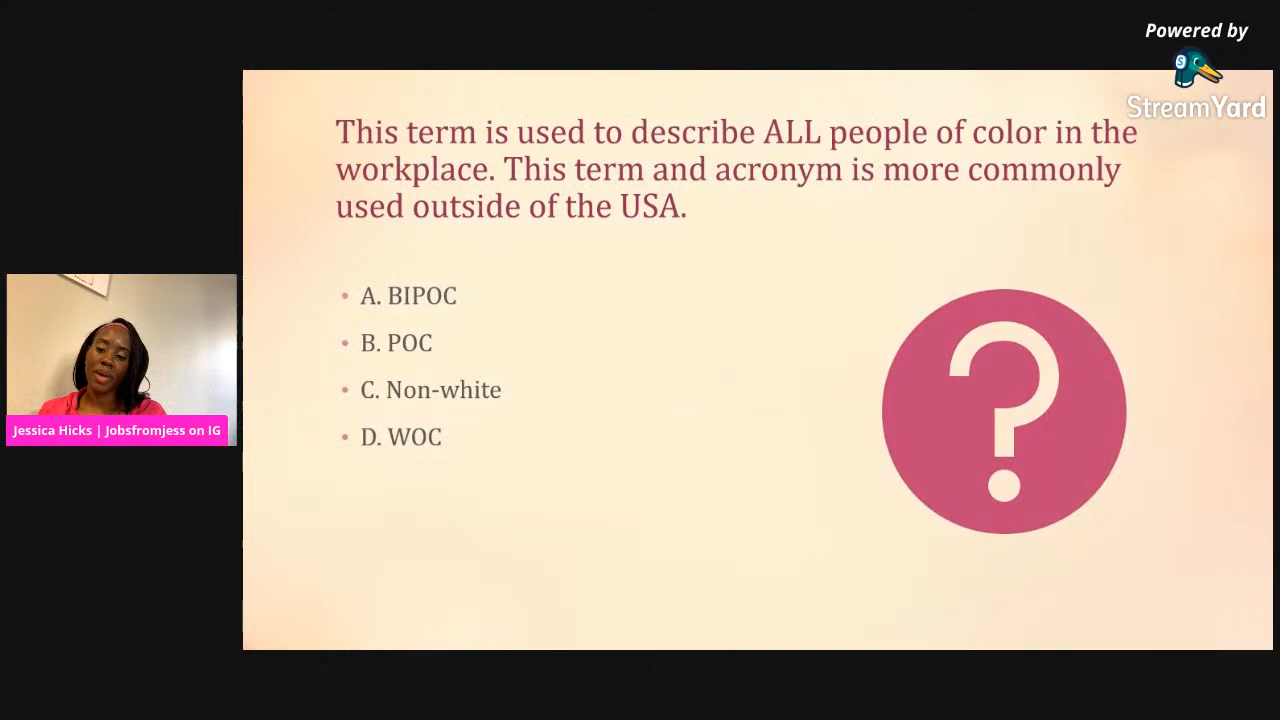 Powered by
StreamYard
This term is used to describe ALL people of color in the
workplace. This term and acronym is more commonly
used outside of the USA.
• A. BIPOC
• B. POC
• C. Non-white
• D. WOC
?
Jessica Hicks | Jobsfromjess on IG